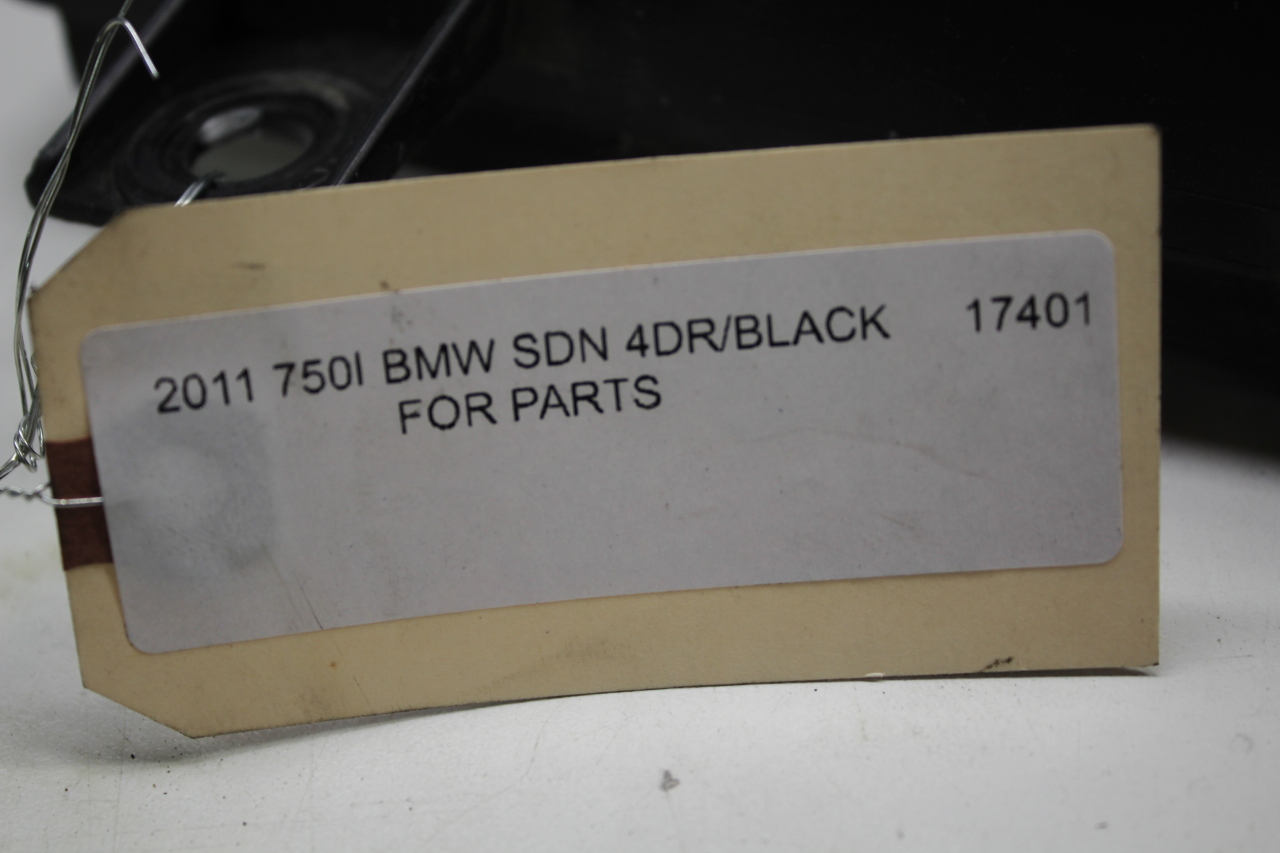 2011 750I BMW SDN 4DR/BLACK 17401
FOR PARTS